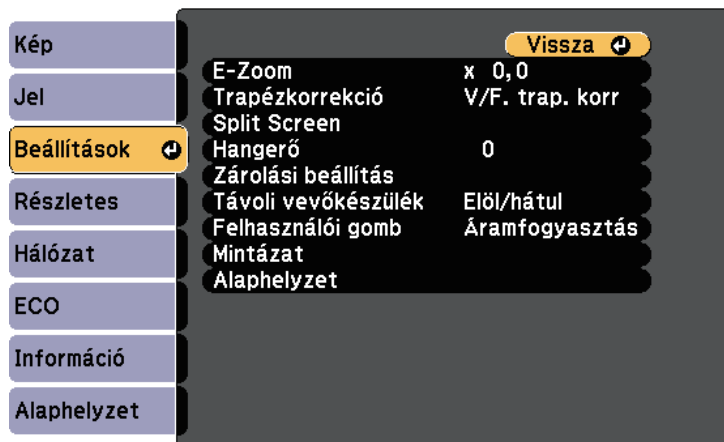 Kép
Jel
Beállítások
Részletes
Hálózat
ECO
Információ
Alaphelyzet
Vissza
E-Zoom x 0,0
Trapézkorrekció V/F. trap. korr
Split Screen
Hangerő 0
Zárolási beállítás
Távoli vevőkészülék Elöl/hátul
Felhasználói gomb Áramfogyasztás
Mintázat
Alaphelyzet